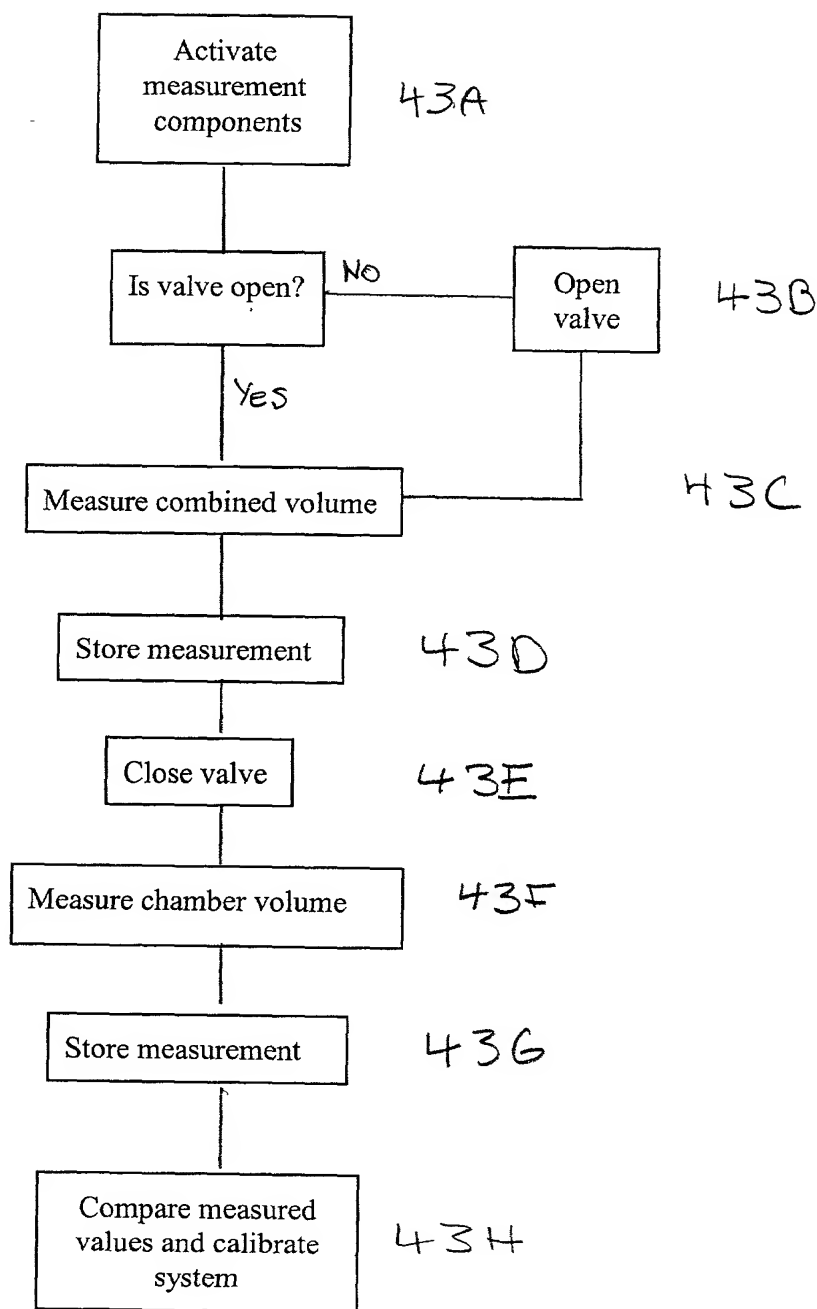 Activate
measurement
components
43A
Is valve open?
NO
Open
valve
43B
Yes
Measure combined volume
43C
Store measurement
43D
Close valve
43E
Measure chamber volume
43F
Store measurement
43G
Compare measured
values and calibrate
system
43H